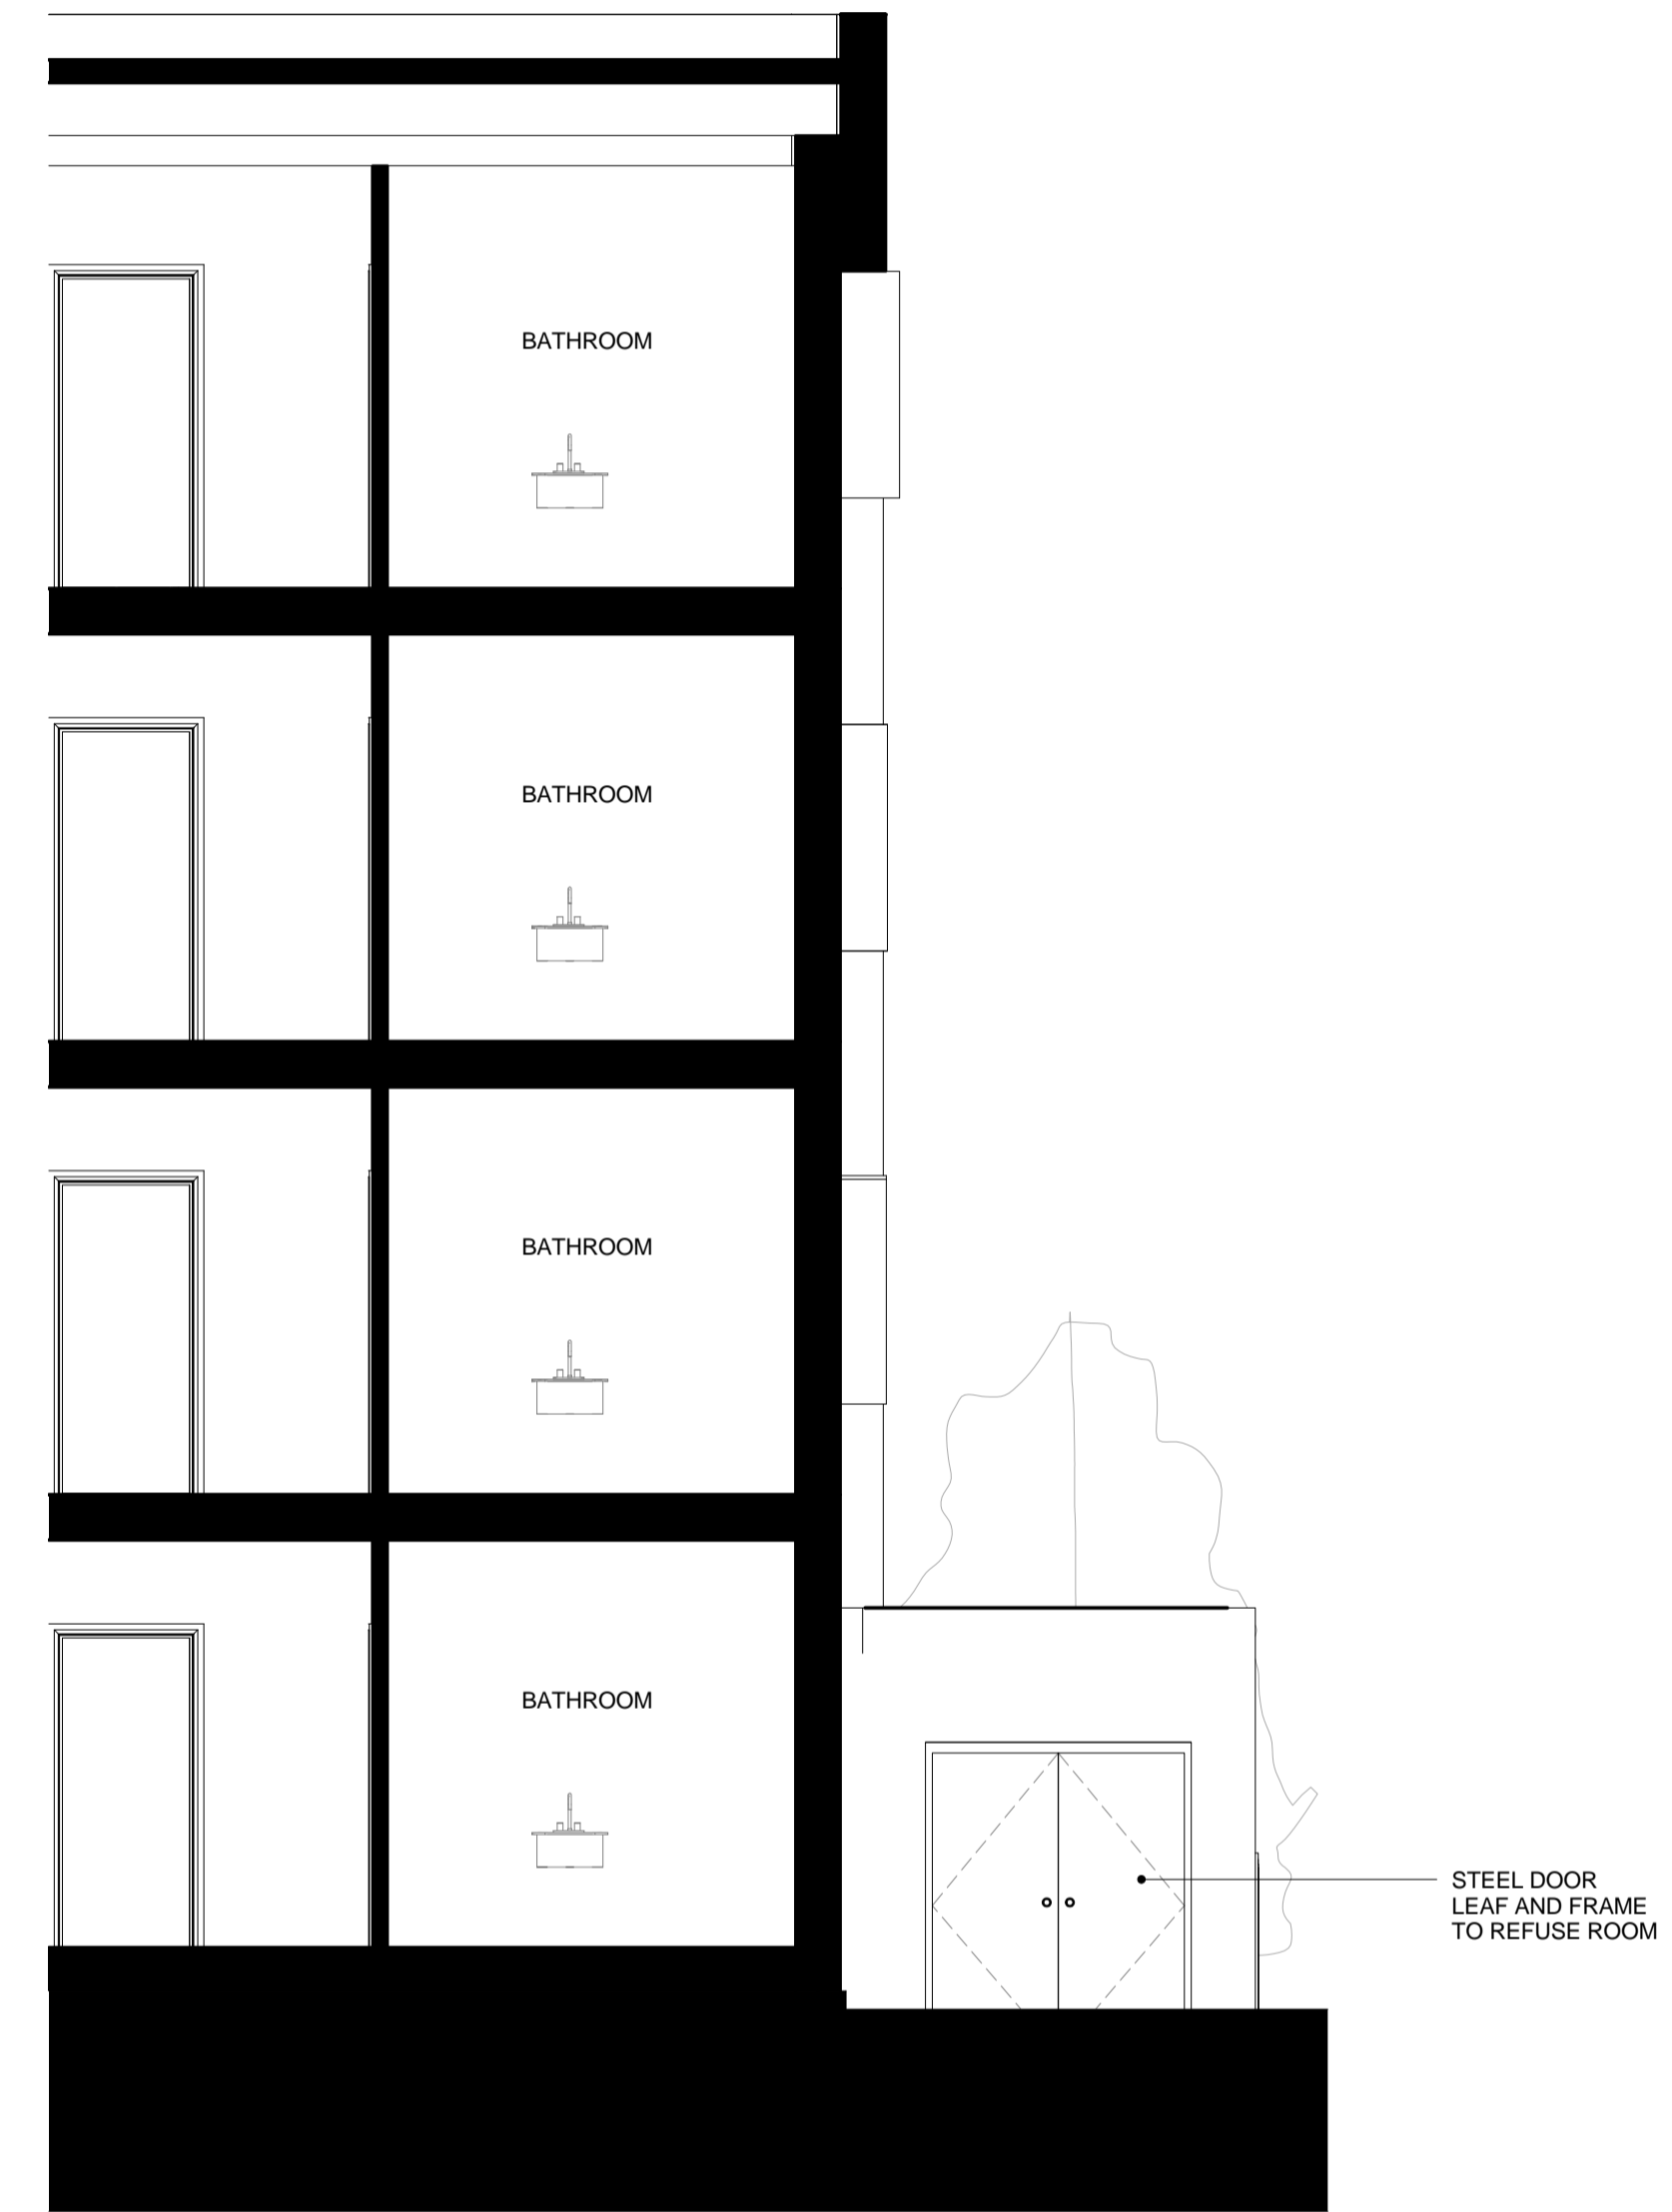 BATHROOM
BATHROOM
BATHROOM
BATHROOM
STEEL DOOR
LEAF AND FRAME
TO REFUSE ROOM